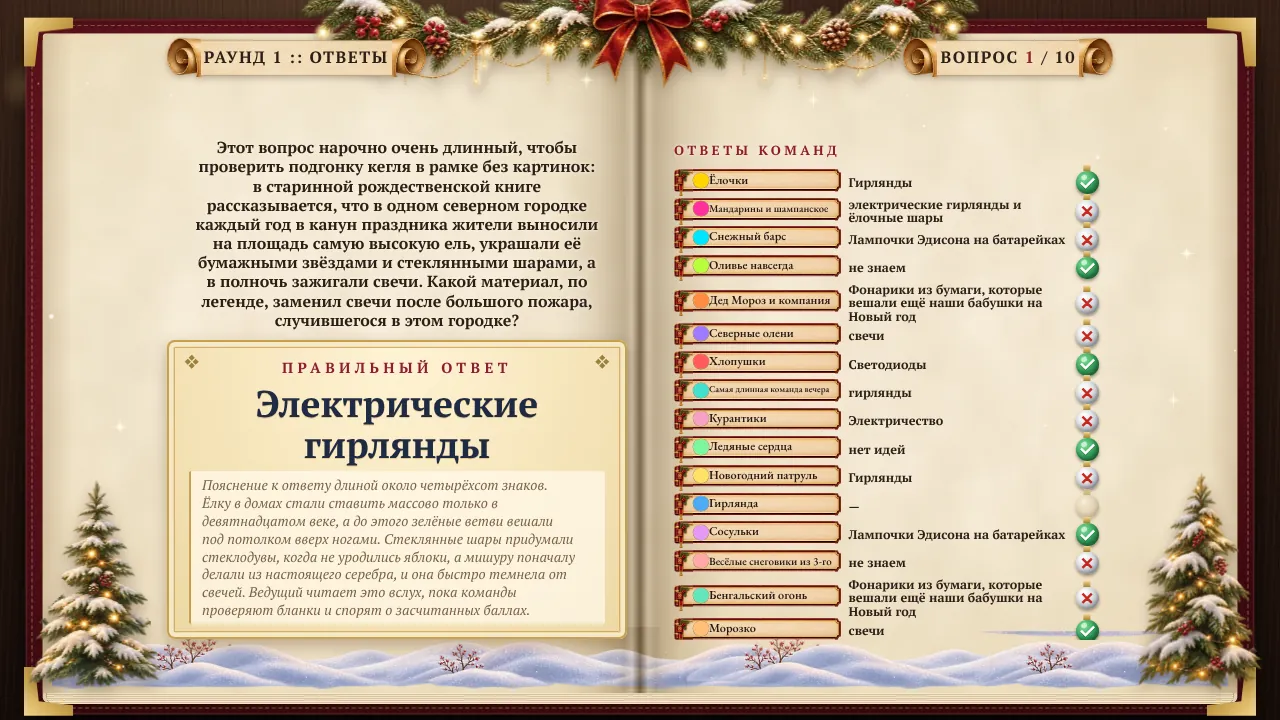 РАУНД 1 :: ОТВЕТЫ
ВОПРОС 1 / 10
Этот вопрос нарочно очень длинный, чтобы
проверить подгонку кегля в рамке без картинок:
в старинной рождественской книге
рассказывается, что в одном северном городке
каждый год в канун праздника жители выносили
на площадь самую высокую ель, украшали её
бумажными звёздами и стеклянными шарами, а
в полночь зажигали свечи. Какой материал, по
легенде, заменил свечи после большого пожара,
случившегося в этом городке?
ПРАВИЛЬНЫЙ ОТВЕТ
Электрические
гирлянды
Пояснение к ответу длиной около четырёхсот знаков.
Ёлку в домах стали ставить массово только в
девятнадцатом веке, а до этого зелёные ветви вешали
под потолком вверх ногами. Стеклянные шары придумали
стеклодувы, когда не уродились яблоки, а мишуру поначалу
делали из настоящего серебра, и она быстро темнела от
свечей. Ведущий читает это вслух, пока команды
проверяют бланки и спорят о засчитанных баллах.
ОТВЕТЫ КОМАНД
Ёлочки Гирлянды
Мандарины и шампанское электрические гирлянды и
ёлочные шары
Снежный барс Лампочки Эдисона на батарейках
Оливье навсегда не знаем
Дед Мороз и компания Фонарики из бумаги, которые
вешали ещё наши бабушки на
Новый год
Северные олени свечи
Хлопушки Светодиоды
Самая длинная команда вечера гирлянды
Курантики Электричество
Ледяные сердца нет идей
Новогодний патруль Гирлянды
Гирлянда —
Сосульки Лампочки Эдисона на батарейках
Весёлые снеговики из 3-го не знаем
Бенгальский огонь Фонарики из бумаги, которые
вешали ещё наши бабушки на
Новый год
Морозко свечи